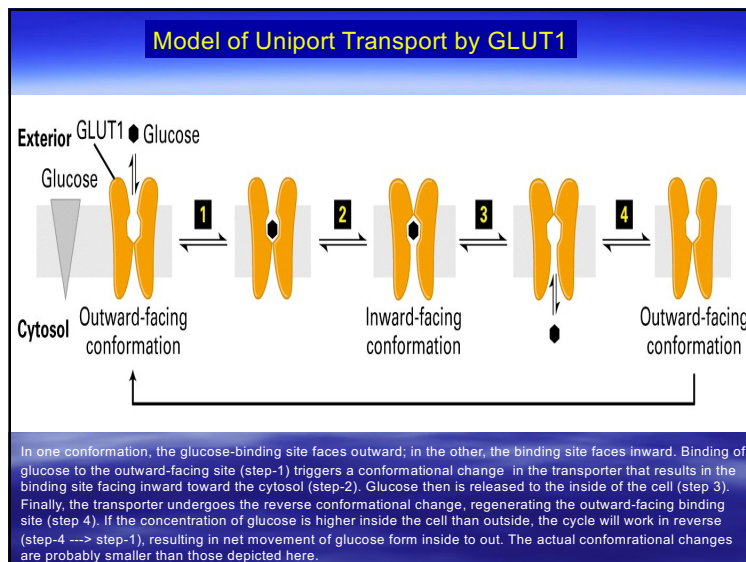 Model of Uniport Transport by GLUT1
Exterior GLUT1 Glucose
Glucose
1
2
3
4
Cytosol
Outward-facing
conformation
Inward-facing
conformation
Outward-facing
conformation
In one conformation, the glucose-binding site faces outward; in the other, the binding site faces inward. Binding of
glucose to the outward-facing site (step-1) triggers a conformational change in the transporter that results in the
binding site facing inward toward the cytosol (step-2). Glucose then is released to the inside of the cell (step 3).
Finally, the transporter undergoes the reverse conformational change, regenerating the outward-facing binding
site (step 4). If the concentration of glucose is higher inside the cell than outside, the cycle will work in reverse
(step-4 ---> step-1), resulting in net movement of glucose form inside to out. The actual confomrational changes
are probably smaller than those depicted here.